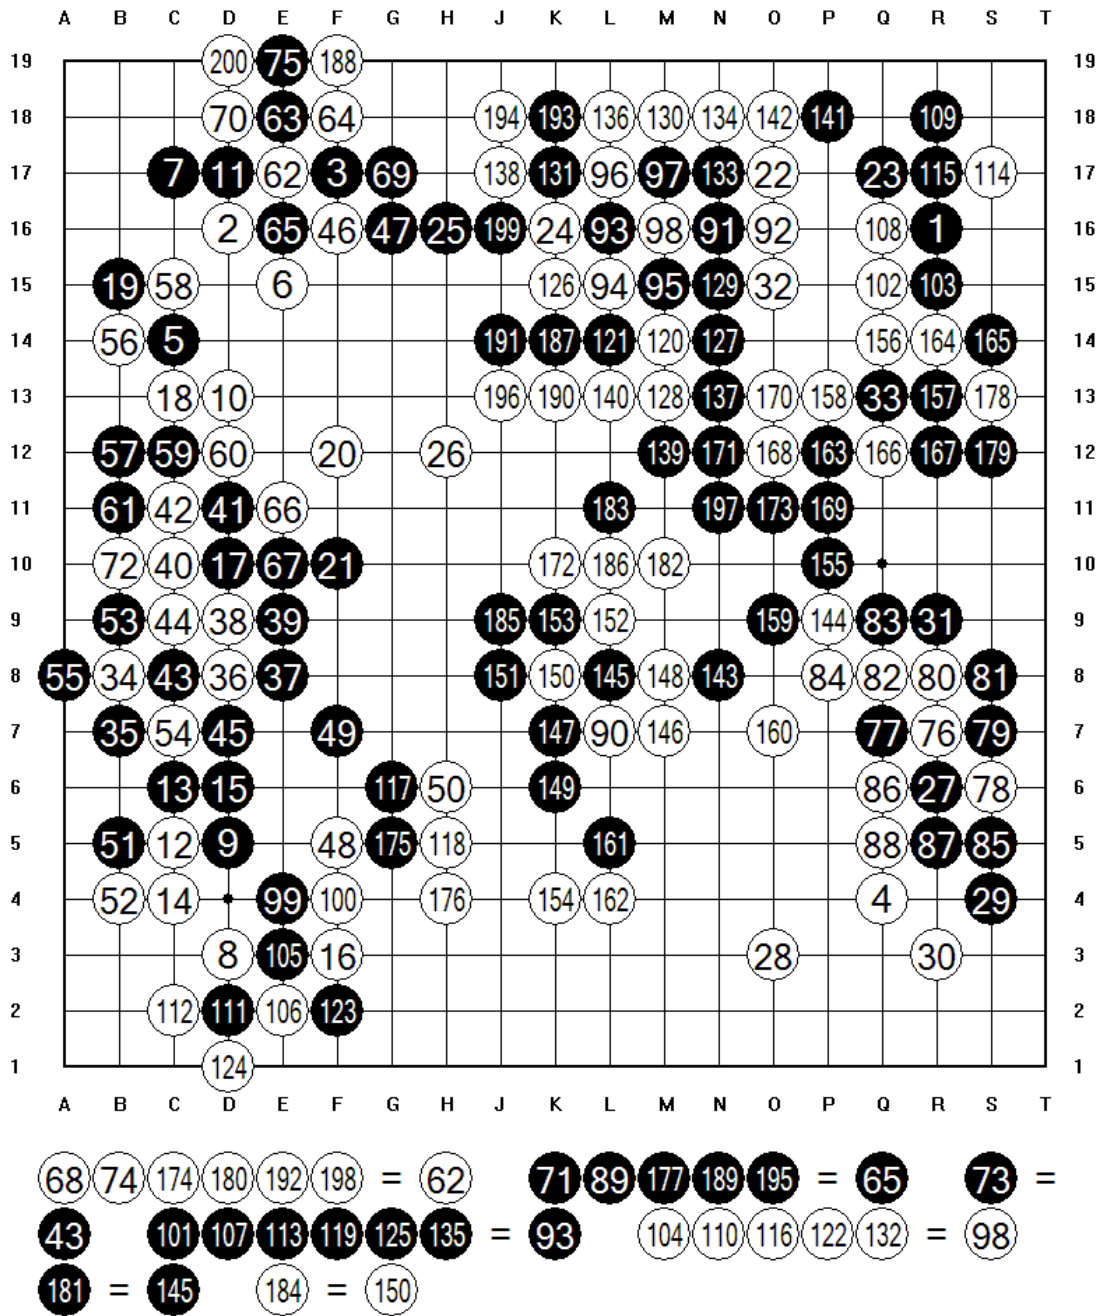 A B C D E F G H J K L M N O P Q R S T
19 200 75 188 19
18 70 63 64 194 193 136 130 134 142 141 109 18
17 7 11 62 3 69 138 131 96 97 133 22 23 115 114 17
16 2 65 46 47 25 199 24 93 98 91 92 108 1 16
15 19 58 6 126 94 95 129 32 102 103 15
14 56 5 191 187 121 120 127 156 164 165 14
13 18 10 196 190 140 128 137 170 158 33 157 178 13
12 57 59 60 20 26 139 171 168 163 166 167 179 12
11 61 42 41 66 183 197 173 169 11
10 72 40 17 67 21 172 186 182 155 10
9 53 44 38 39 185 153 152 159 144 83 31 9
8 55 34 43 36 37 151 150 145 148 143 84 82 80 81 8
7 35 54 45 49 147 90 146 160 77 76 79 7
6 13 15 117 50 149 86 27 78 6
5 51 12 9 48 175 118 161 88 87 85 5
4 52 14 99 100 176 154 162 4 29 4
3 8 105 16 28 30 3
2 112 111 106 123 2
1 124 1
A B C D E F G H J K L M N O P Q R S T
68 74 174 180 192 198 = 62 71 89 177 189 195 = 65 73 =
43 101 107 113 119 125 135 = 93 104 110 116 122 132 = 98
181 = 145 184 = 150